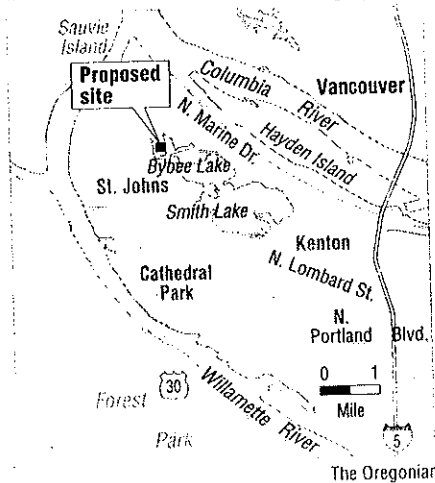 Sauvie
Island
Proposed
site
Columbia
River
Vancouver
N. Marine Dr.
Hayden Island
Bybee Lake
St. Johns
Smith Lake
Kenton
N. Lombard St.
Cathedral
Park
N.
Portland Blvd.
0 1
Mile
30
Forest
Park
Willamette
River
5
The Oregonian